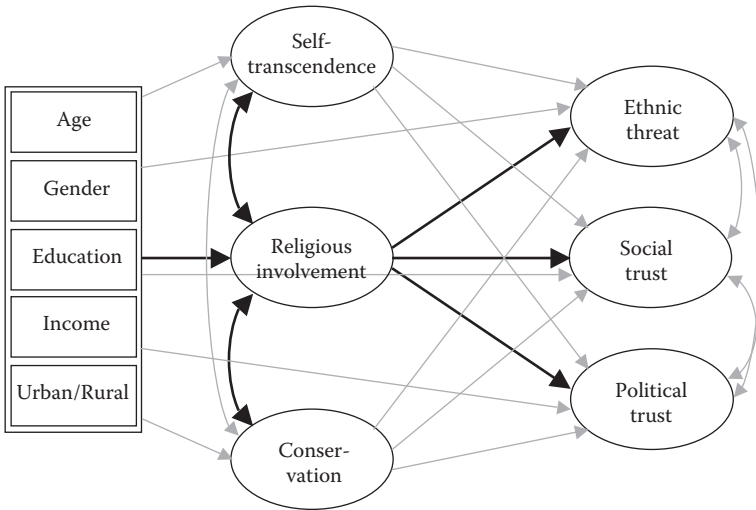 Age
Gender
Education
Income
Urban/Rural
Self-
transcendence
Religious
involvement
Conser-
vation
Ethnic
threat
Social
trust
Political
trust